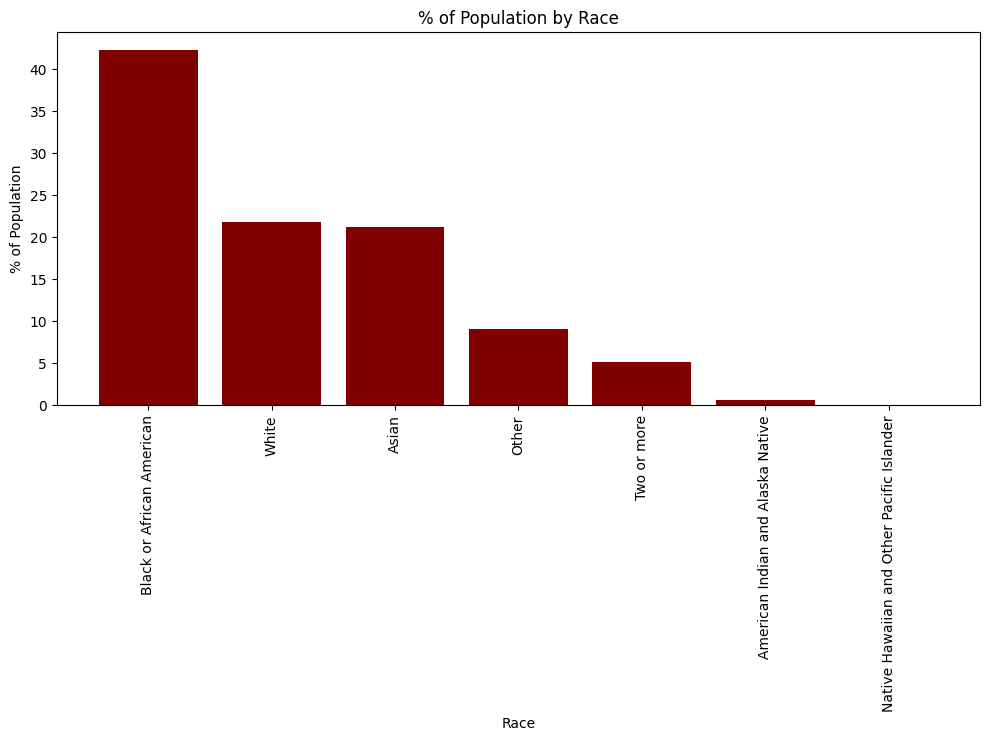 % of Population by Race
% of Population
40
35
30
25
20
15
10
5
0
Black or African American
White
Asian
Other
Two or more
American Indian and Alaska Native
Native Hawaiian and Other Pacific Islander
Race